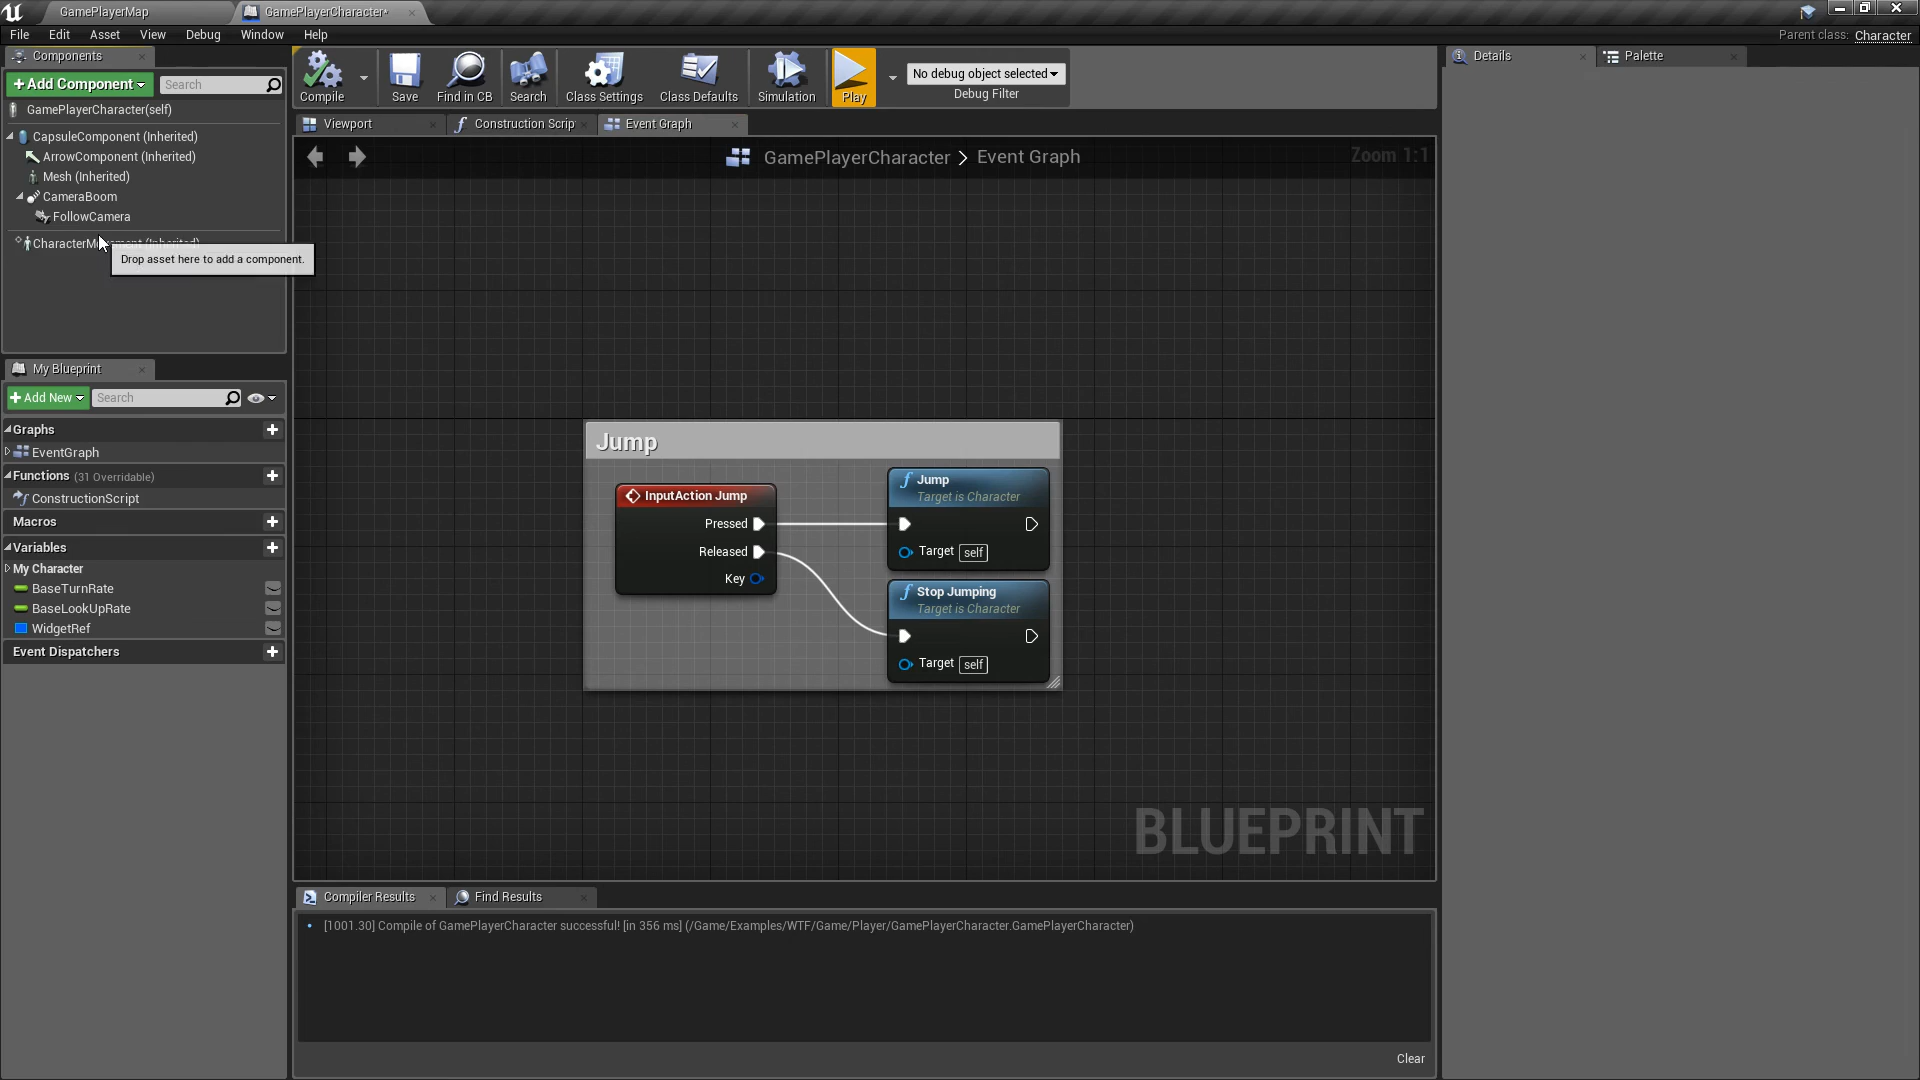 GamePlayerMap
GamePlayerCharacter*
File Edit Asset View Debug Window Help
Parent class: Character
Components
+Add Component
Search
GamePlayerCharacter(self)
CapsuleComponent (Inherited)
ArrowComponent (Inherited)
Mesh (Inherited)
CameraBoom
FollowCamera
CharacterMovement (Inherited)
Drop asset here to add a component.
My Blueprint
+Add New
Search
Graphs
EventGraph
Functions (31 Overridable)
ConstructionScript
Macros
Variables
My Character
BaseTurnRate
BaseLookUpRate
WidgetRef
Event Dispatchers
Compile
Save
Find in CB
Search
Class Settings
Class Defaults
Simulation
Play
No debug object selected
Debug Filter
Viewport
Construction Scrip
Event Graph
GamePlayerCharacter > Event Graph
Zoom 1:1
Jump
InputAction Jump
Pressed
Released
Key
Jump
Target is Character
Target self
Stop Jumping
Target is Character
Target self
BLUEPRINT
Compiler Results
Find Results
[1001.30] Compile of GamePlayerCharacter successful! [in 356 ms] (/Game/Examples/WTF/Game/Player/GamePlayerCharacter.GamePlayerCharacter)
Clear
Details
Palette